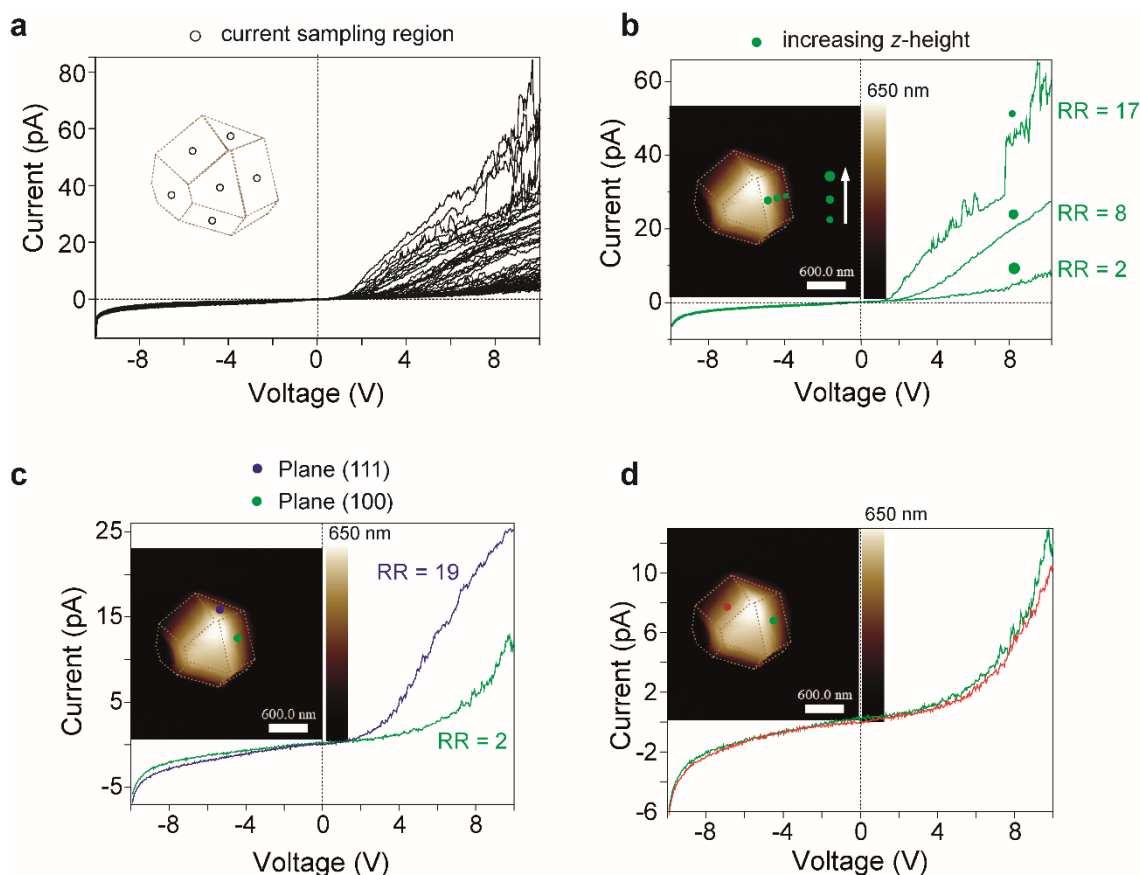 a
current sampling region
80
60
40
20
0
-8
-4
0
4
8
Current (pA)
Voltage (V)
b
increasing z-height
650 nm
60
40
20
0
-8
-4
0
4
8
Current (pA)
Voltage (V)
600.0 nm
RR = 17
RR = 8
RR = 2
c
Plane (111)
Plane (100)
650 nm
25
15
5
-5
-8
-4
0
4
8
Current (pA)
Voltage (V)
600.0 nm
RR = 19
RR = 2
d
650 nm
10
6
2
-2
-6
-8
-4
0
4
8
Current (pA)
Voltage (V)
600.0 nm